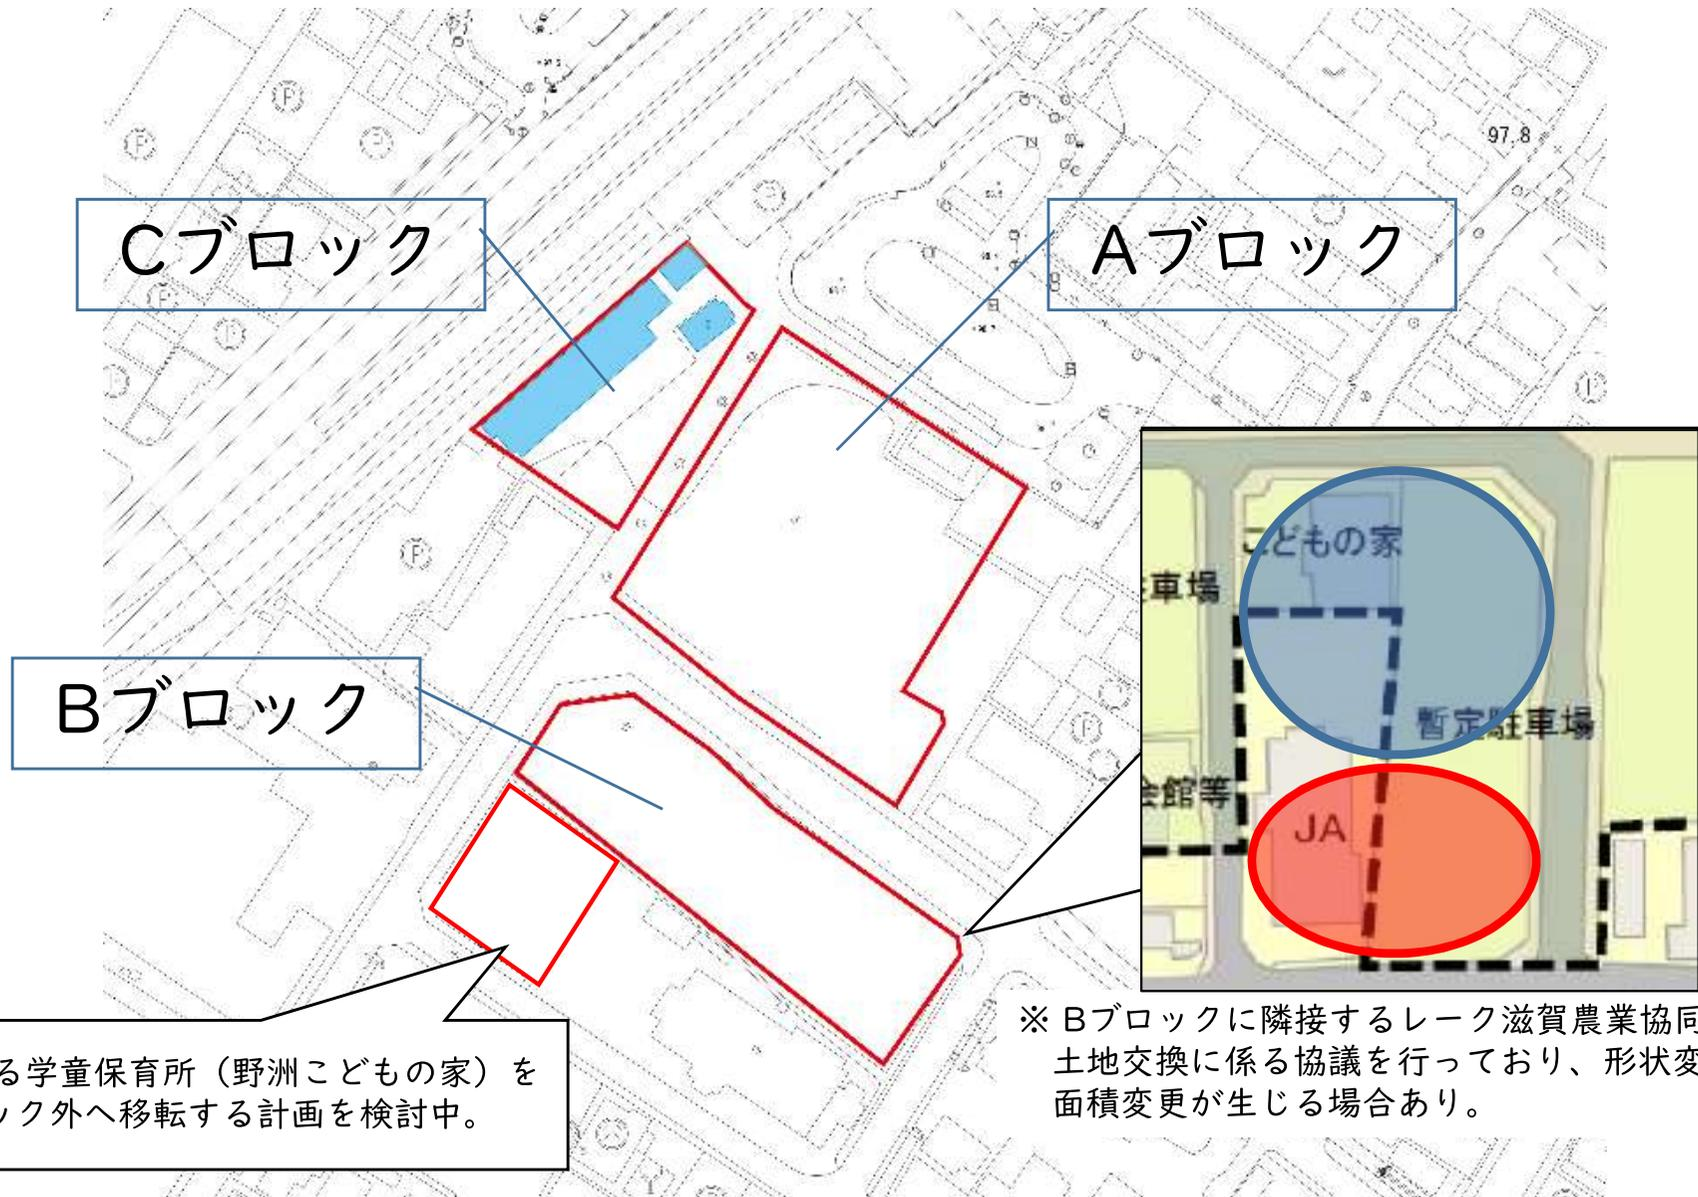 97.8
Cブロック
Aブロック
Bブロック
こどもの家
車場
暫定駐車場
会館等
JA
※ Bブロックに隣接するレーク滋賀農業協同
土地交換に係る協議を行っており、形状変
面積変更が生じる場合あり。
る学童保育所（野洲こどもの家）を
ック外へ移転する計画を検討中。